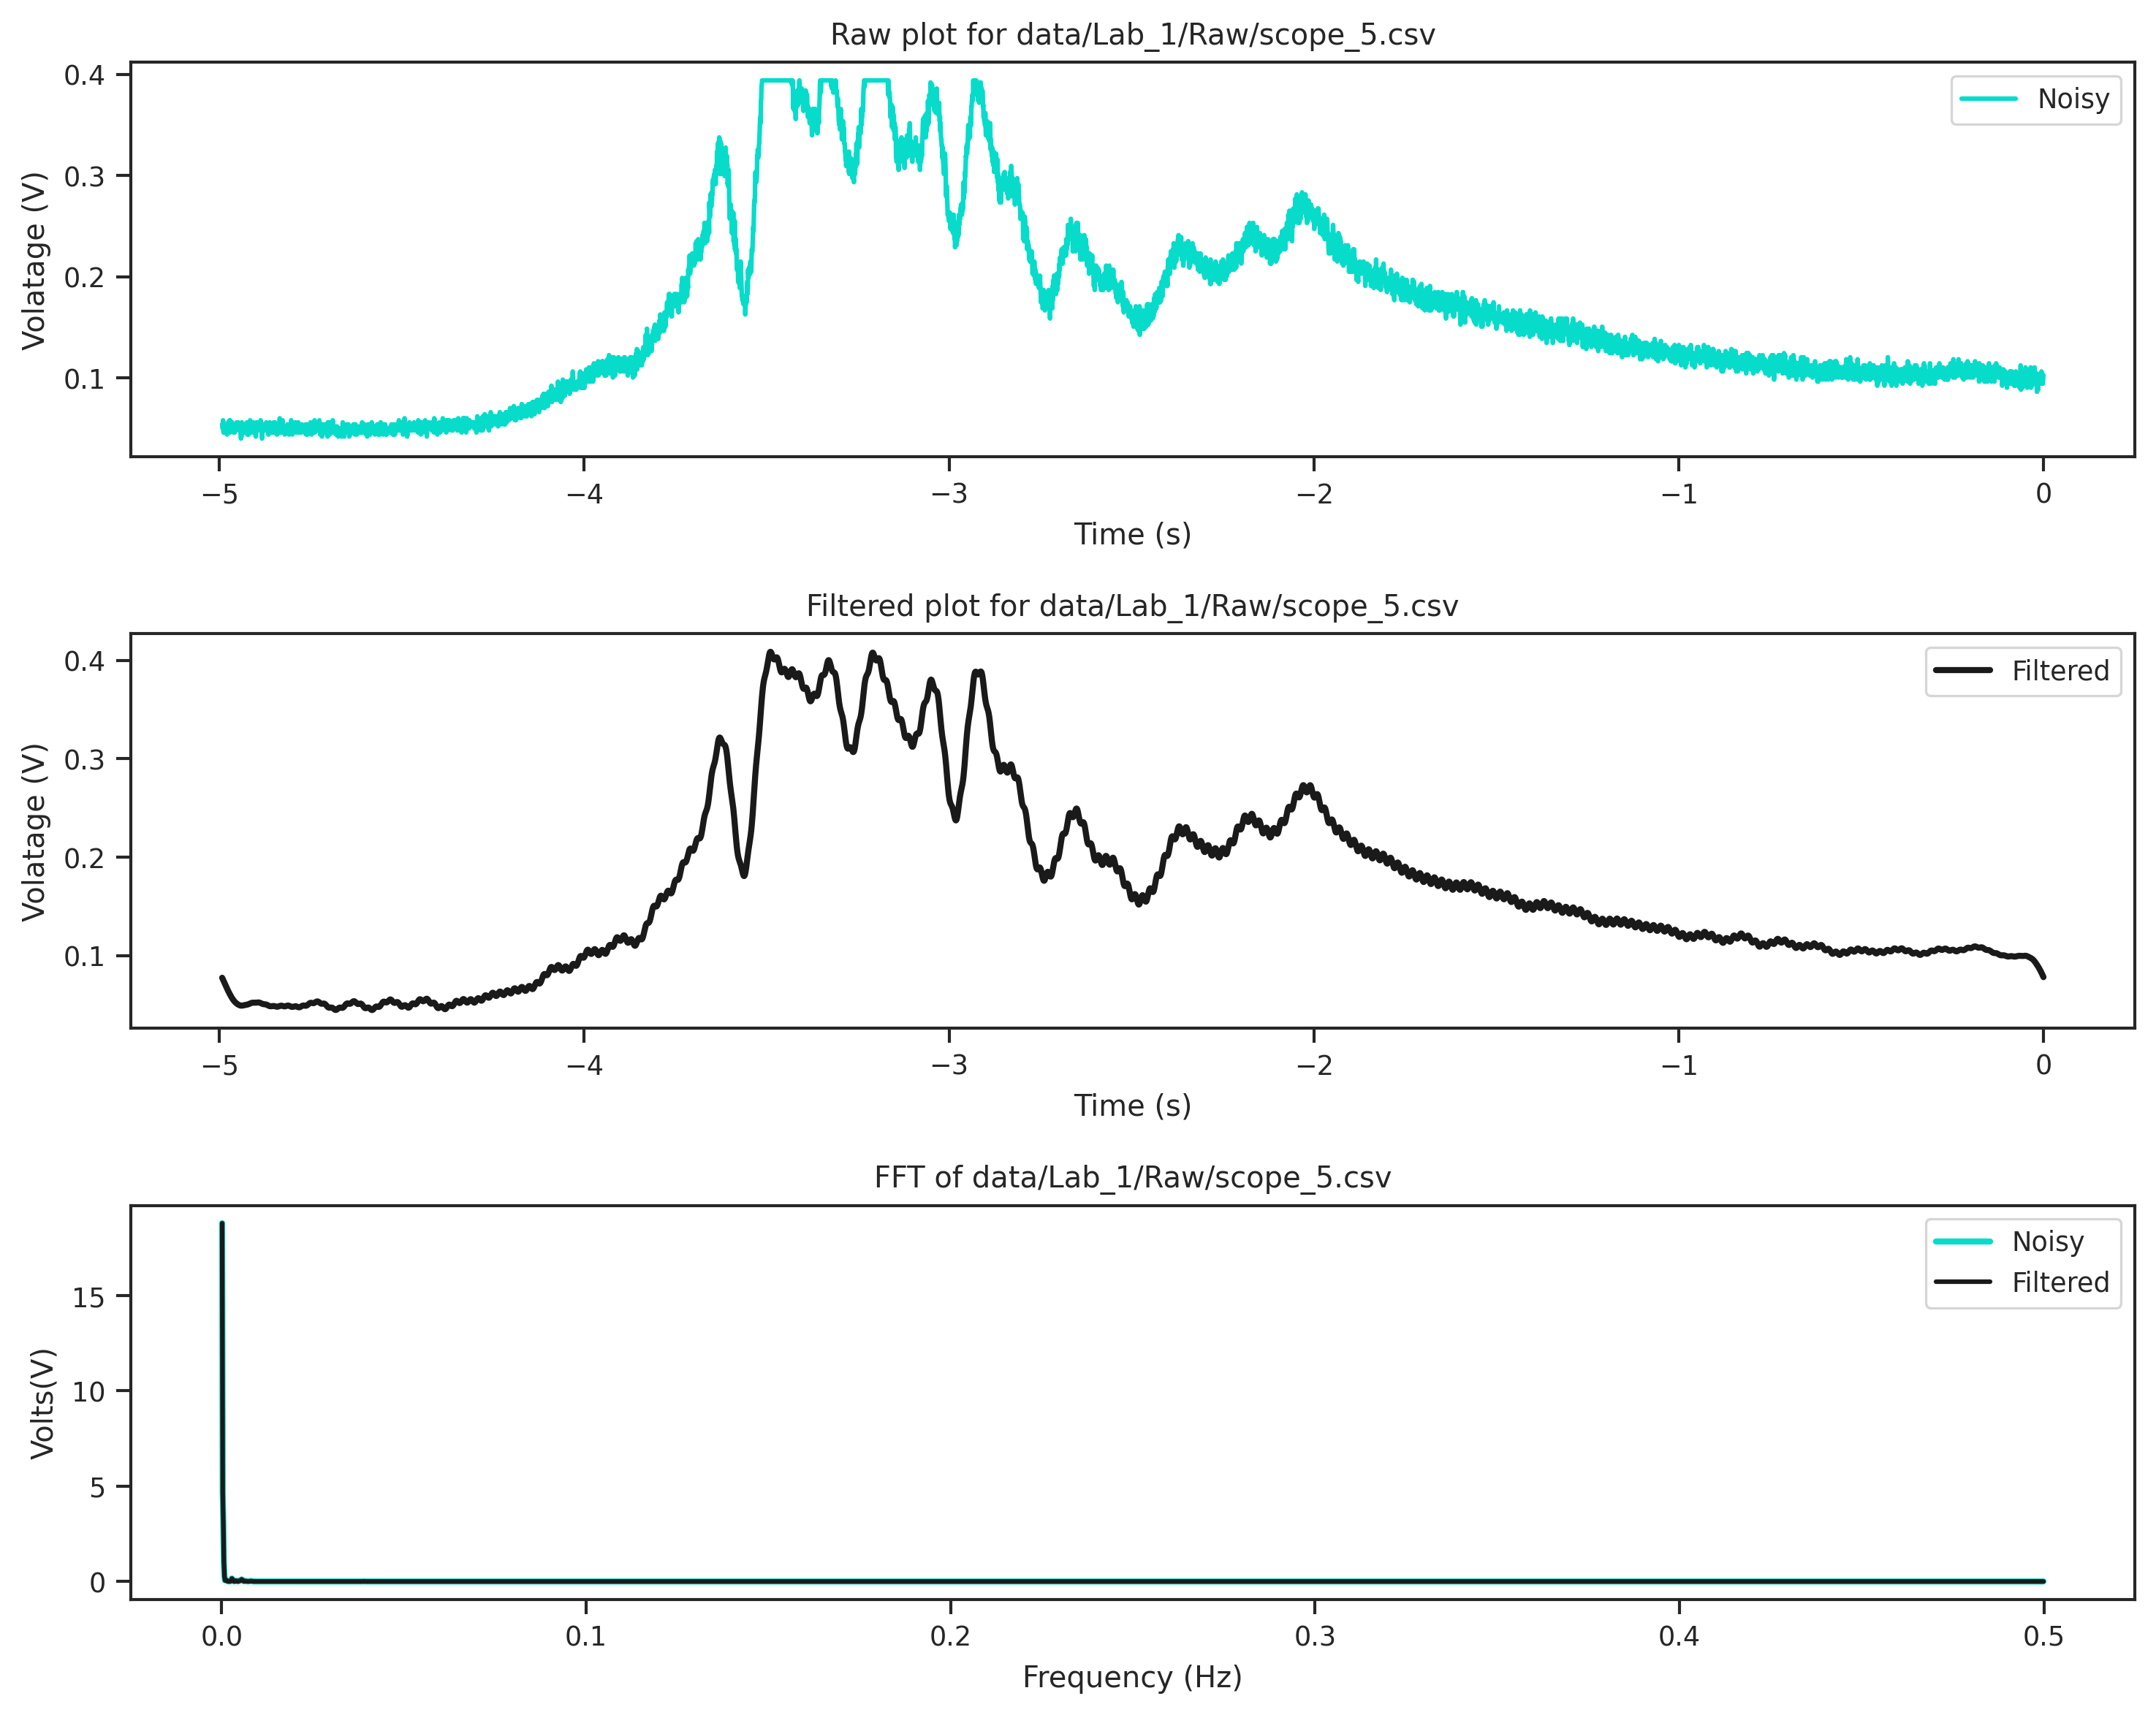 Raw plot for data/Lab_1/Raw/scope_5.csv
0.4
0.3
0.2
0.1
Volatage (V)
Noisy
−5
−4
−3
−2
−1
0
Time (s)
Filtered plot for data/Lab_1/Raw/scope_5.csv
0.4
0.3
0.2
0.1
Volatage (V)
Filtered
−5
−4
−3
−2
−1
0
Time (s)
FFT of data/Lab_1/Raw/scope_5.csv
15
10
5
0
Volts(V)
Noisy
Filtered
0.0
0.1
0.2
0.3
0.4
0.5
Frequency (Hz)